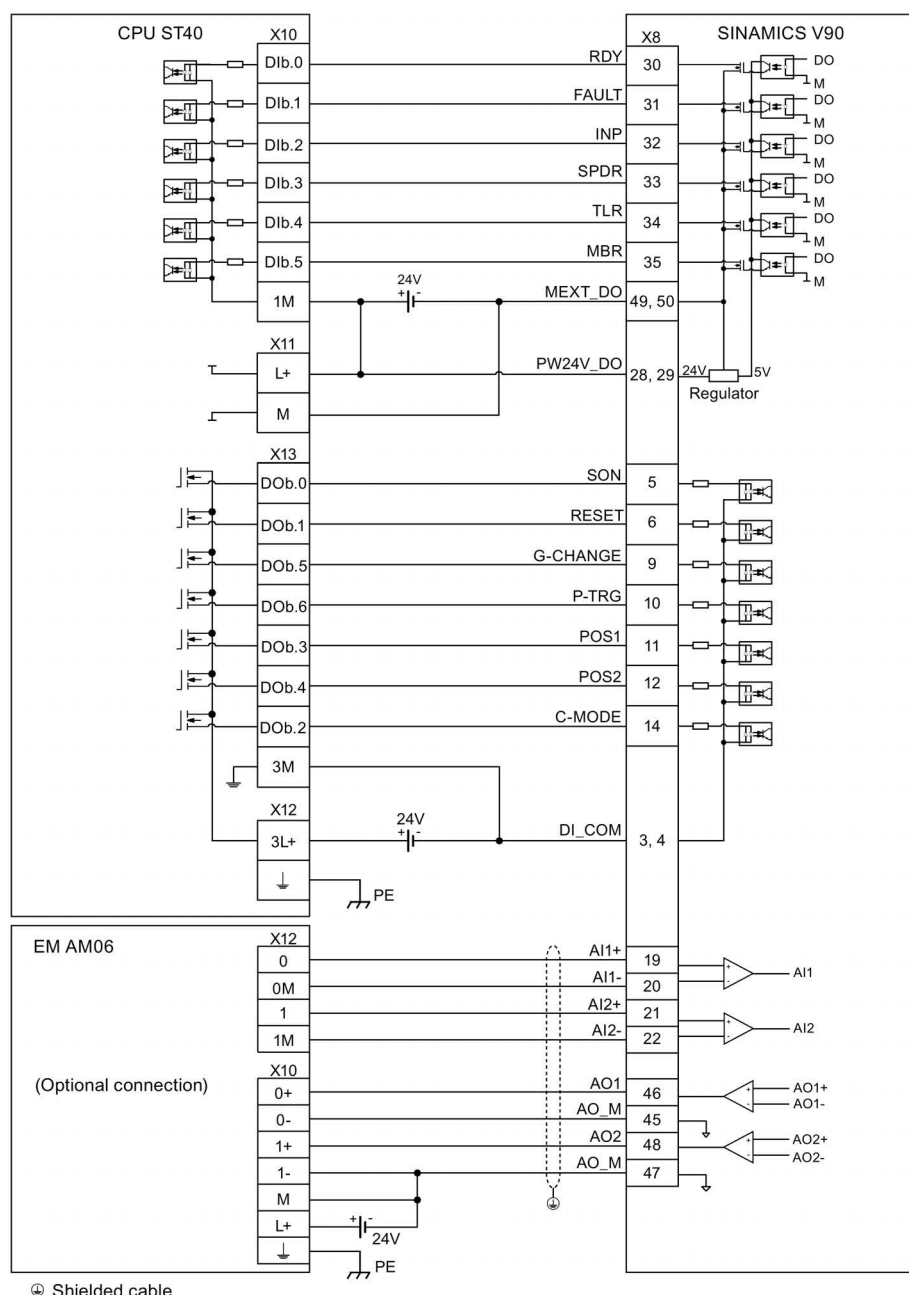 CPU ST40
X10
X8
SINAMICS V90
DIb.0
RDY
30
DO
M
DIb.1
FAULT
31
DO
M
DIb.2
INP
32
DO
M
DIb.3
SPDR
33
DO
M
DIb.4
TLR
34
DO
M
DIb.5
MBR
35
DO
M
24V
+ -
1M
MEXT_DO
49, 50
X11
L+
PW24V_DO
28, 29
24V
5V
Regulator
M
X13
DOb.0
SON
5
DOb.1
RESET
6
DOb.5
G-CHANGE
9
DOb.6
P-TRG
10
DOb.3
POS1
11
DOb.4
POS2
12
DOb.2
C-MODE
14
3M
X12
24V
+ -
3L+
DI_COM
3, 4
PE
EM AM06
X12
0
AI1+
19
+
-
AI1
0M
AI1-
20
1
AI2+
21
+
-
AI2
1M
AI2-
22
(Optional connection)
X10
0+
AO1
46
+
-
AO1+
AO1-
0-
AO_M
45
1+
AO2
48
+
-
AO2+
AO2-
1-
AO_M
47
M
L+
+ -
24V
PE
Shielded cable